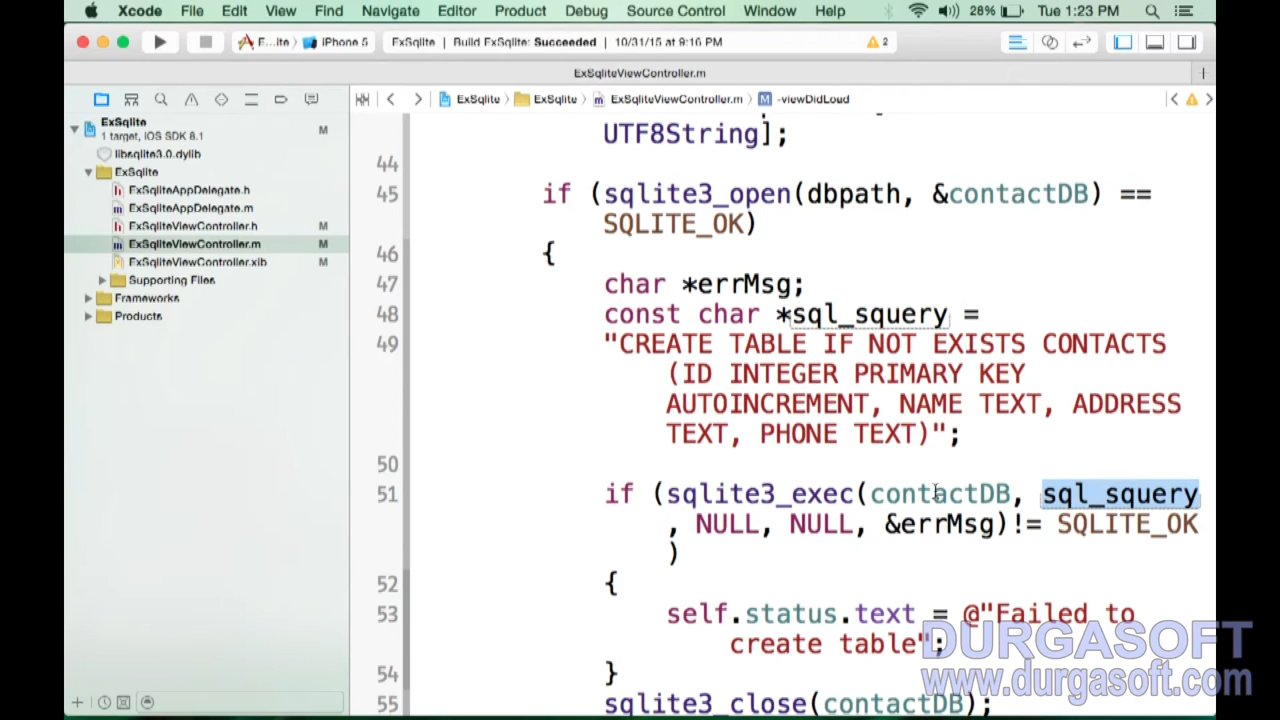 Xcode File Edit View Find Navigate Editor Product Debug Source Control Window Help 28% Tue 1:23 PM
E...ite iPhone 5 ExSqlite Build ExSqlite: Succeeded 10/31/15 at 9:16 PM 2
ExSqliteViewController.m
ExSqlite ExSqlite ExSqliteViewController.m -viewDidLoad
ExSqlite M
1 target, iOS SDK 8.1
libsqlite3.0.dylib
ExSqlite
ExSqliteAppDelegate.h
ExSqliteAppDelegate.m
ExSqliteViewController.h M
ExSqliteViewController.m M
ExSqliteViewController.xib M
Supporting Files
Frameworks
Products
UTF8String];
44
45 if (sqlite3_open(dbpath, &contactDB) ==
SQLITE_OK)
46 {
47 char *errMsg;
48 const char *sql_squery =
49 "CREATE TABLE IF NOT EXISTS CONTACTS
(ID INTEGER PRIMARY KEY
AUTOINCREMENT, NAME TEXT, ADDRESS
TEXT, PHONE TEXT)";
50
51 if (sqlite3_exec(contactDB, sql_squery
, NULL, NULL, &errMsg)!= SQLITE_OK
)
52 {
53 self.status.text = @"Failed to
create table";
54 }
55 sqlite3_close(contactDB);
DURGASOFT
www.durgasoft.com